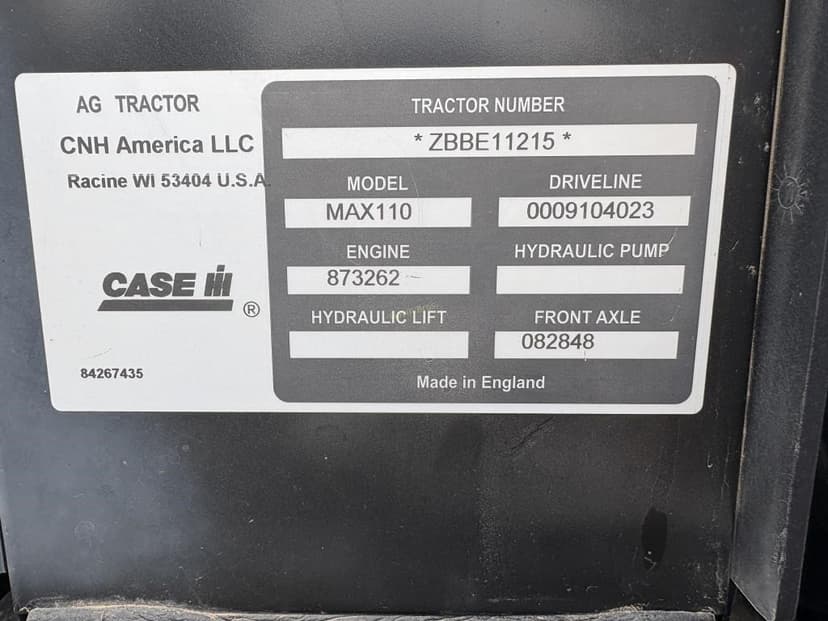 AG TRACTOR
CNH America LLC
Racine WI 53404 U.S.A.
CASE IH
®
84267435
TRACTOR NUMBER
* ZBBE11215 *
MODEL
DRIVELINE
MAX110
0009104023
ENGINE
HYDRAULIC PUMP
873262
HYDRAULIC LIFT
FRONT AXLE
082848
Made in England